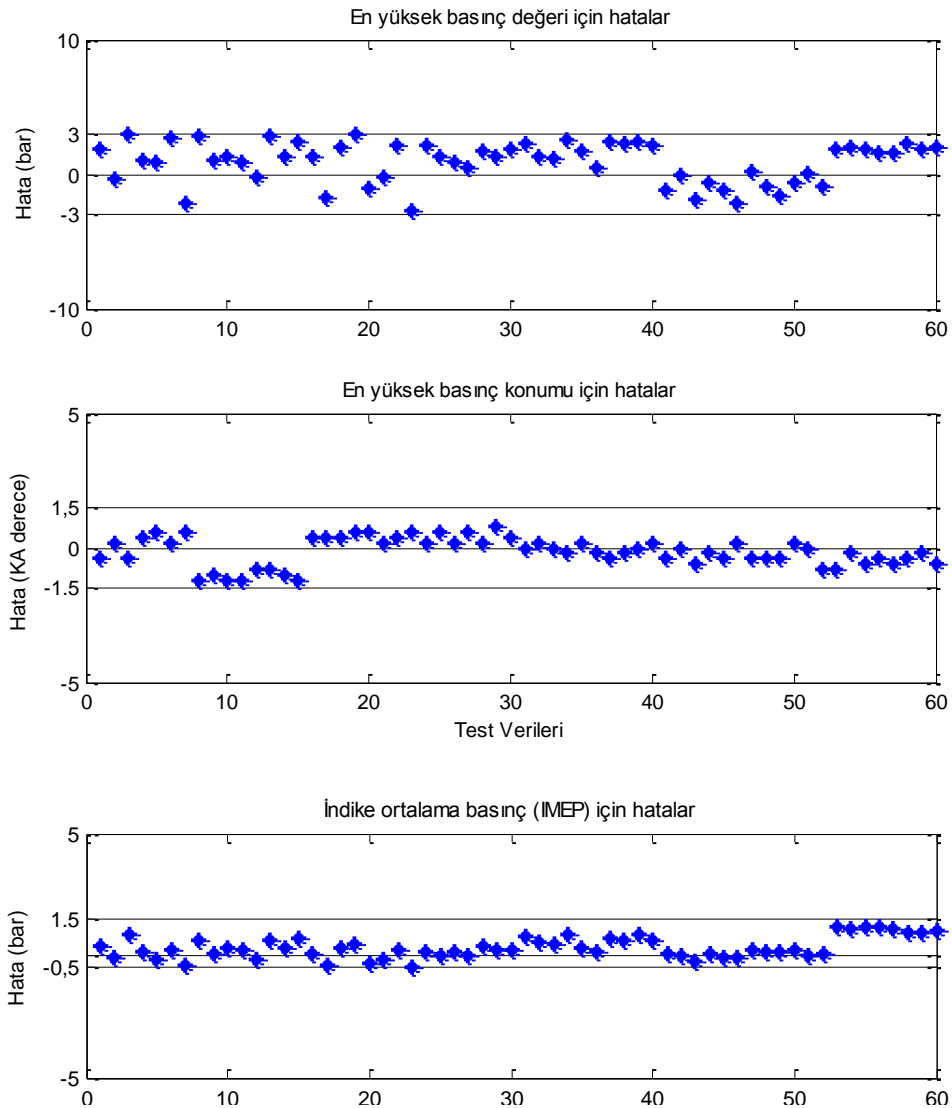 En yüksek basınç değeri için hatalar
10
3
0
-3
-10
Hata (bar)
0 10 20 30 40 50 60
En yüksek basınç konumu için hatalar
5
1,5
0
-1.5
-5
Hata (KA derece)
0 10 20 30 40 50 60
Test Verileri
İndike ortalama basınç (IMEP) için hatalar
5
1.5
-0.5
-5
Hata (bar)
0 10 20 30 40 50 60